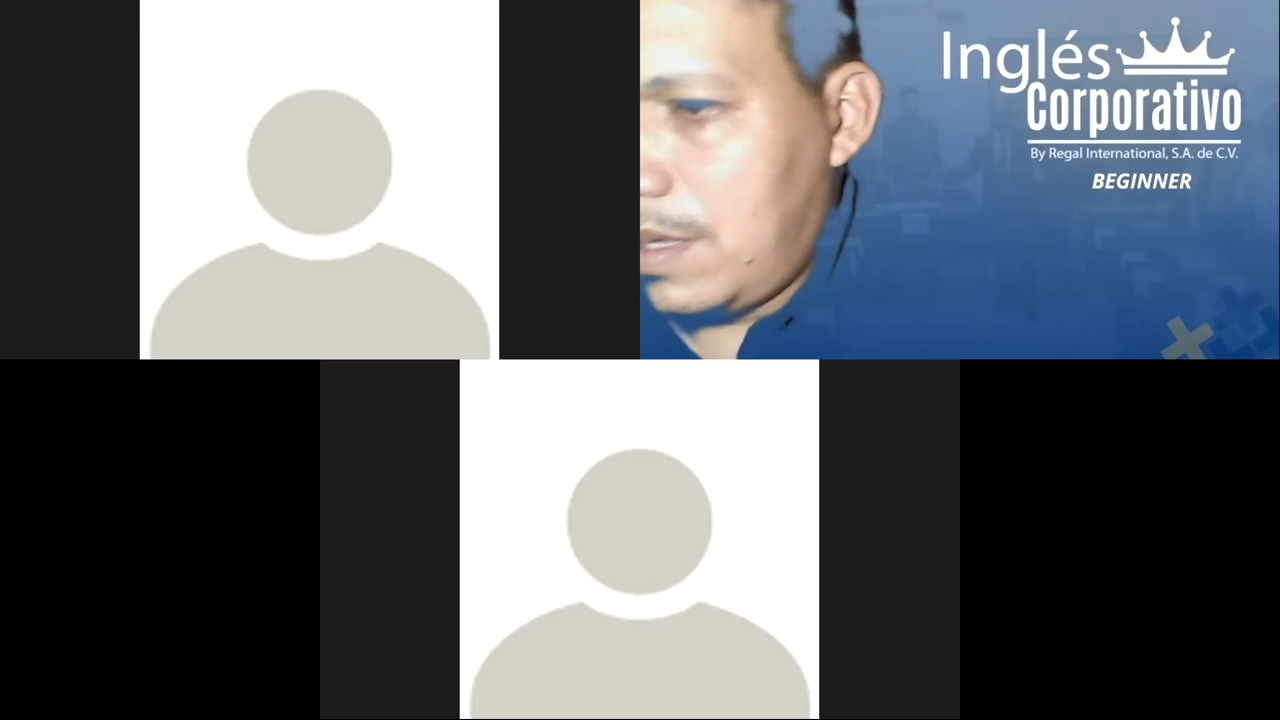 Inglés
Corporativo
By Regal International, S.A. de C.V.
BEGINNER